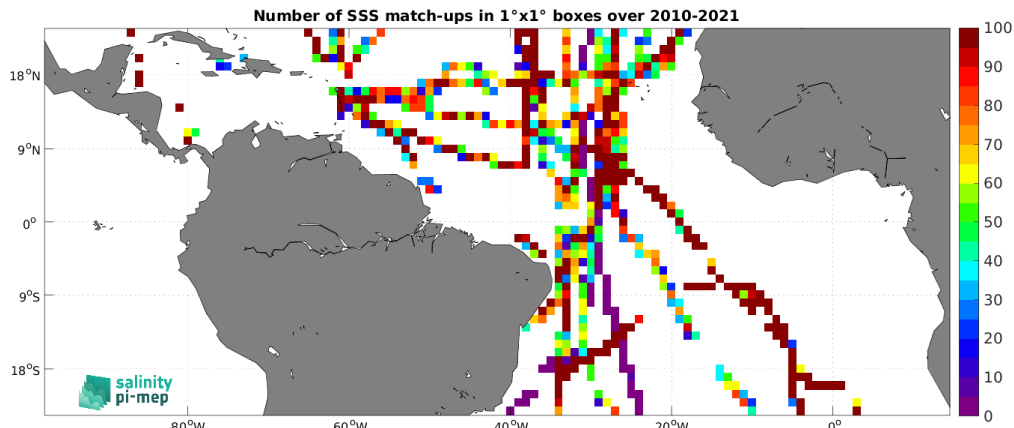 Number of SSS match-ups in 1°x1° boxes over 2010-2021
100
90
80
70
60
50
40
30
20
10
0
18°N
9°N
0°
9°S
18°S
80°W
60°W
40°W
20°W
0°
salinity
pi-mep